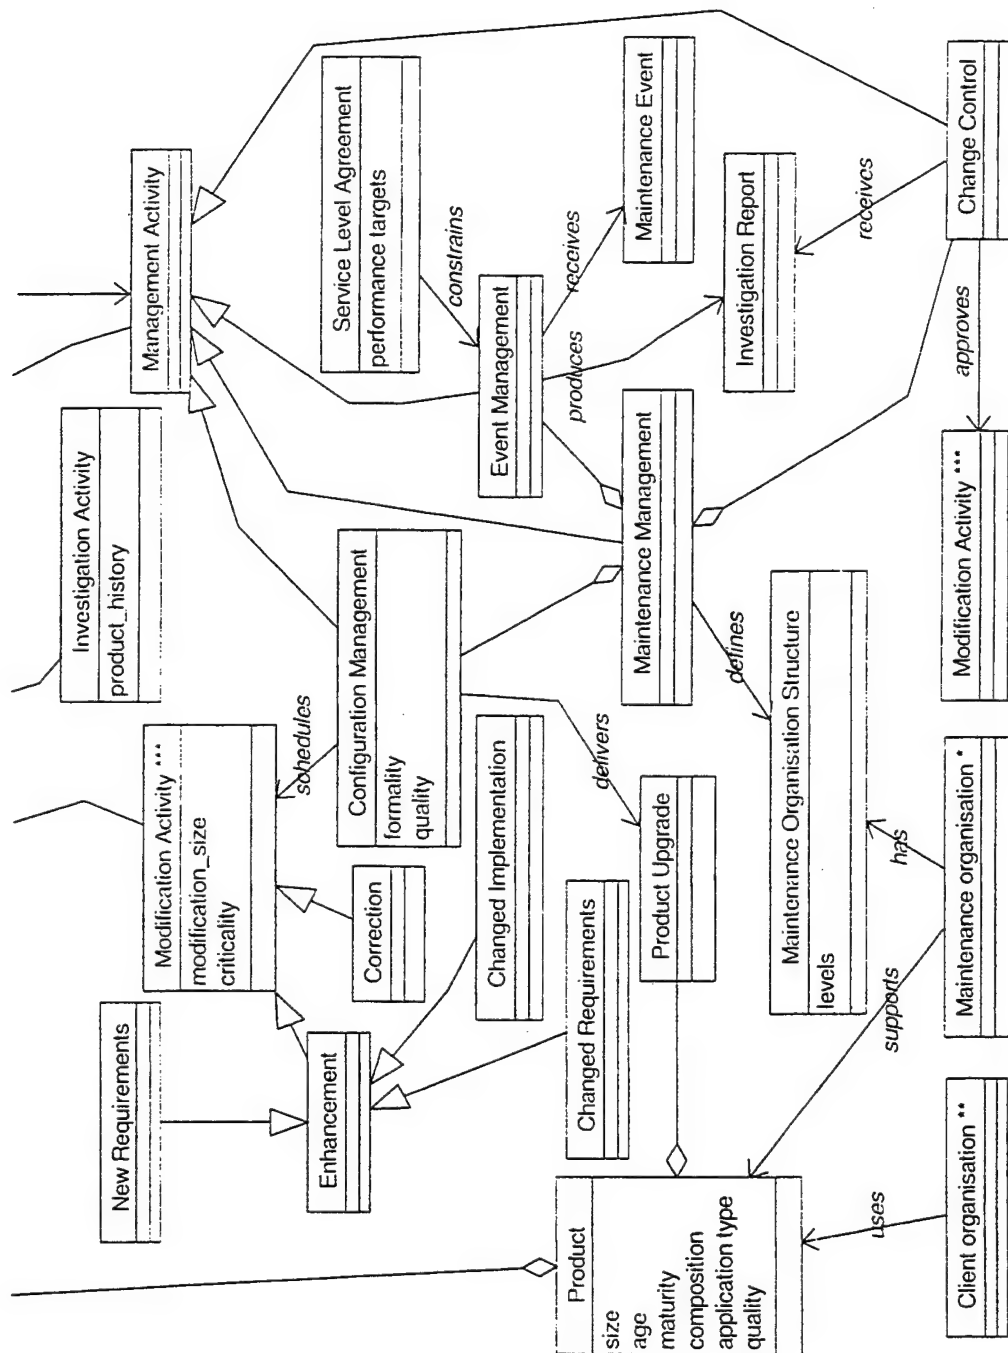 Investigation Activity
product_history
New Requirements
Modification Activity ***
modification_size
criticality
Management Activity
schedules
Enhancement
Correction
Configuration Management
formality
quality
Service Level Agreement
performance targets
constrains
Changed Implementation
Event Management
produces
receives
Product
size
age
maturity
composition
application type
quality
Changed Requirements
delivers
Product Upgrade
Maintenance Management
Maintenance Event
defines
Investigation Report
Maintenance Organisation Structure
levels
uses
supports
has
receives
approves
Client organisation **
Maintenance organisation *
Modification Activity ***
Change Control